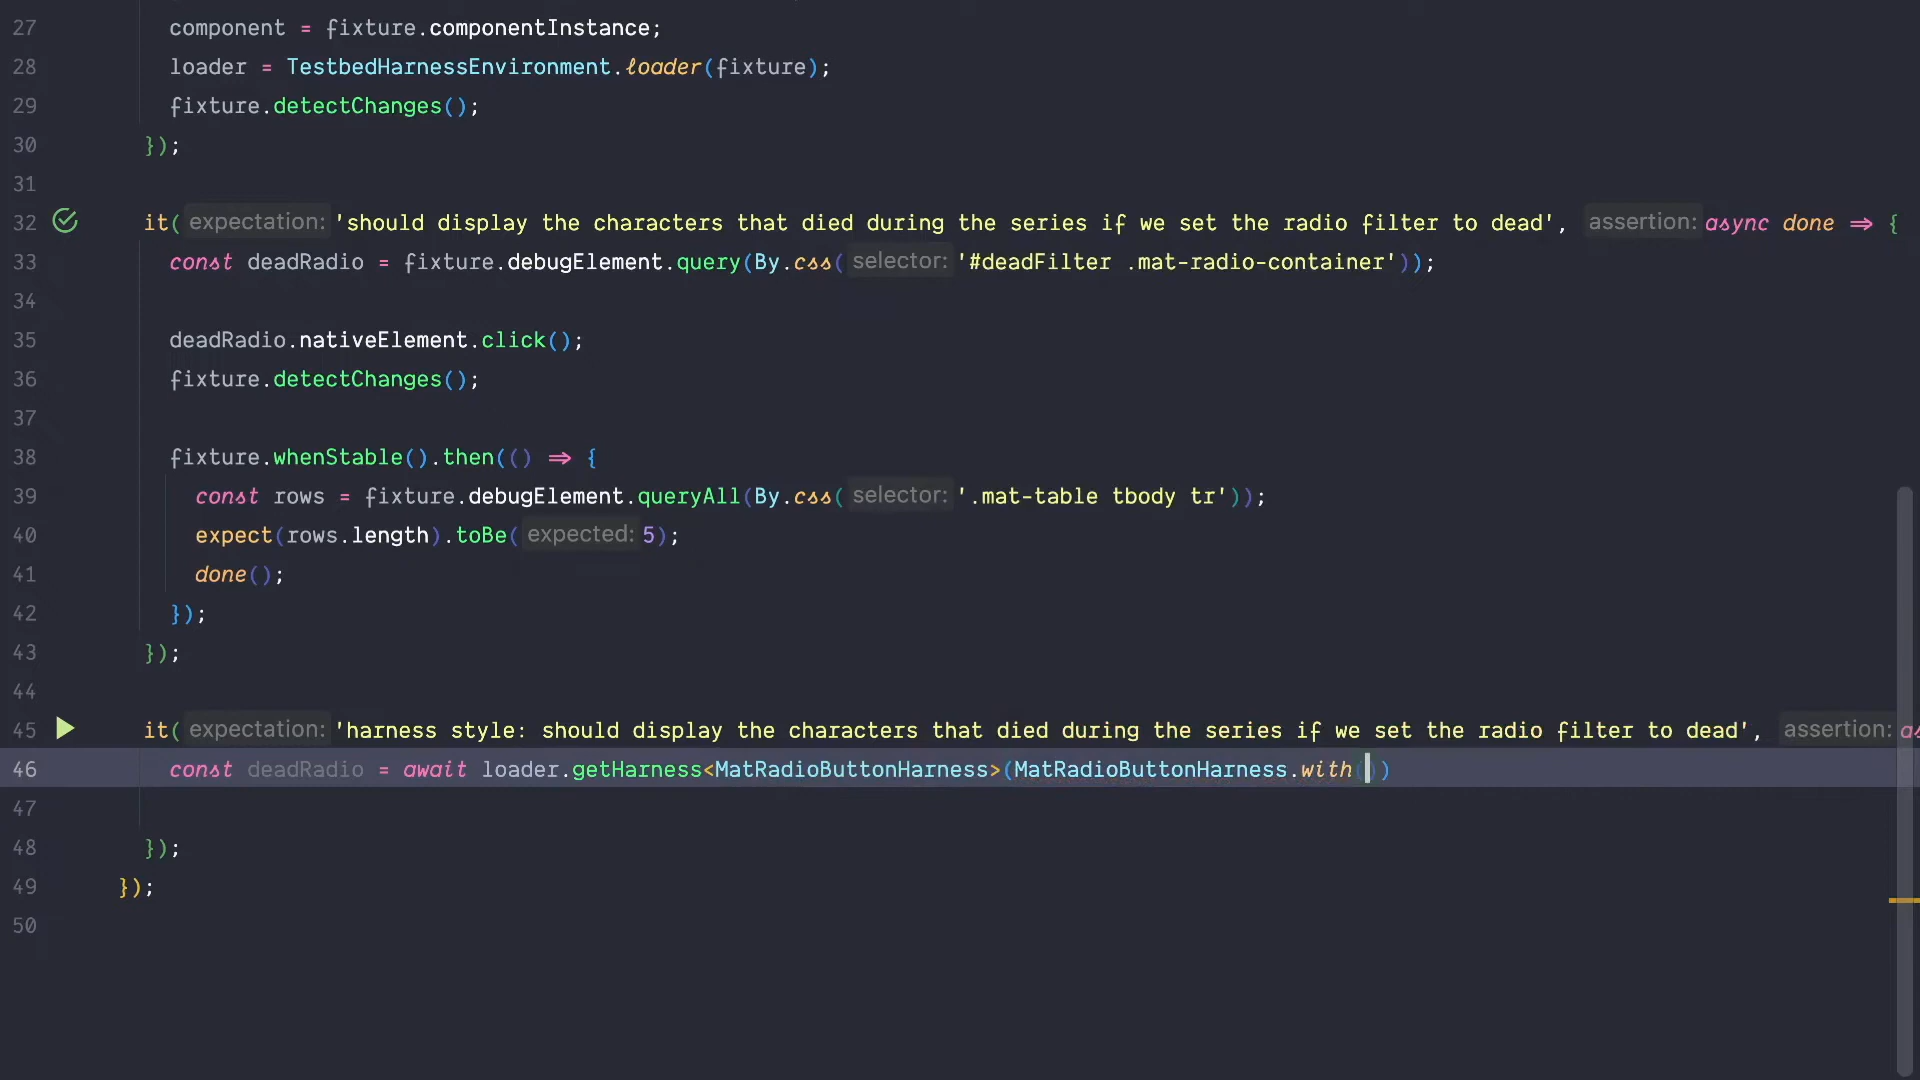 27 component = fixture.componentInstance;
28 loader = TestbedHarnessEnvironment.loader(fixture);
29 fixture.detectChanges();
30 });
31
32 it( expectation: 'should display the characters that died during the series if we set the radio filter to dead', assertion: async done => {
33 const deadRadio = fixture.debugElement.query(By.css( selector: '#deadFilter .mat-radio-container'));
34
35 deadRadio.nativeElement.click();
36 fixture.detectChanges();
37
38 fixture.whenStable().then(() => {
39 const rows = fixture.debugElement.queryAll(By.css( selector: '.mat-table tbody tr'));
40 expect(rows.length).toBe( expected: 5);
41 done();
42 });
43 });
44
45 it( expectation: 'harness style: should display the characters that died during the series if we set the radio filter to dead', assertion: as
46 const deadRadio = await loader.getHarness<MatRadioButtonHarness>(MatRadioButtonHarness.with())
47
48 });
49 });
50